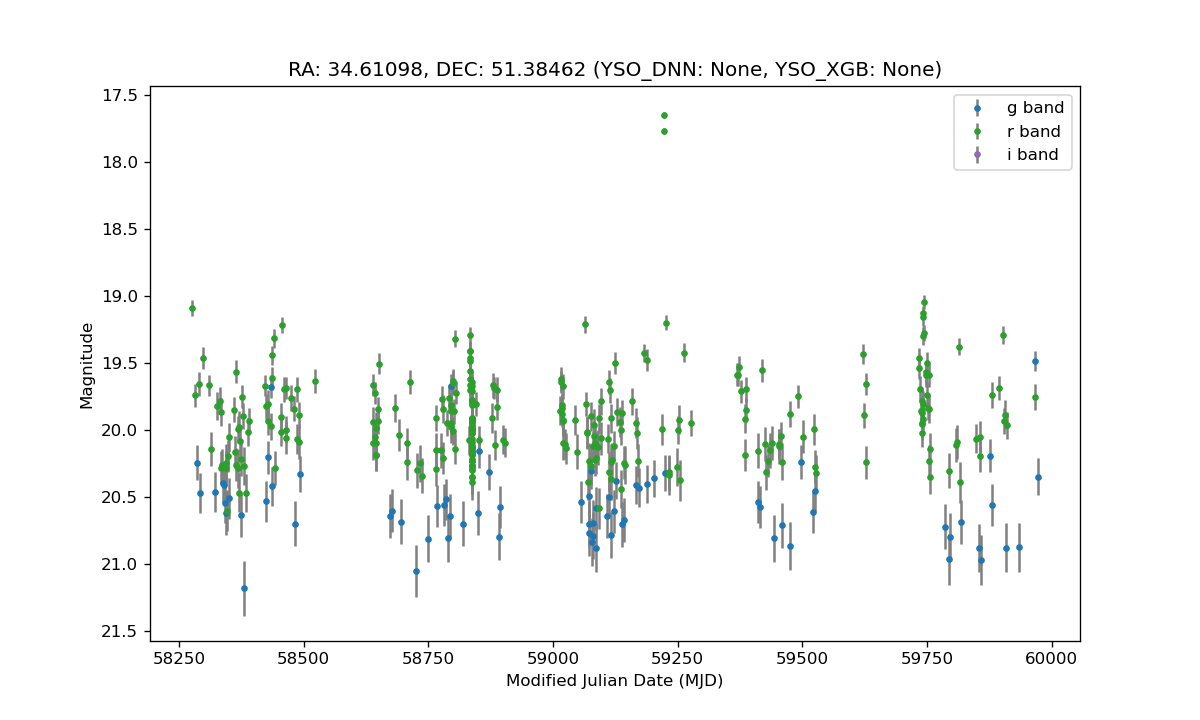 RA: 34.61098, DEC: 51.38462 (YSO_DNN: None, YSO_XGB: None)
17.5
18.0
18.5
19.0
19.5
20.0
20.5
21.0
21.5
Magnitude
g band
r band
i band
58250
58500
58750
59000
59250
59500
59750
60000
Modified Julian Date (MJD)